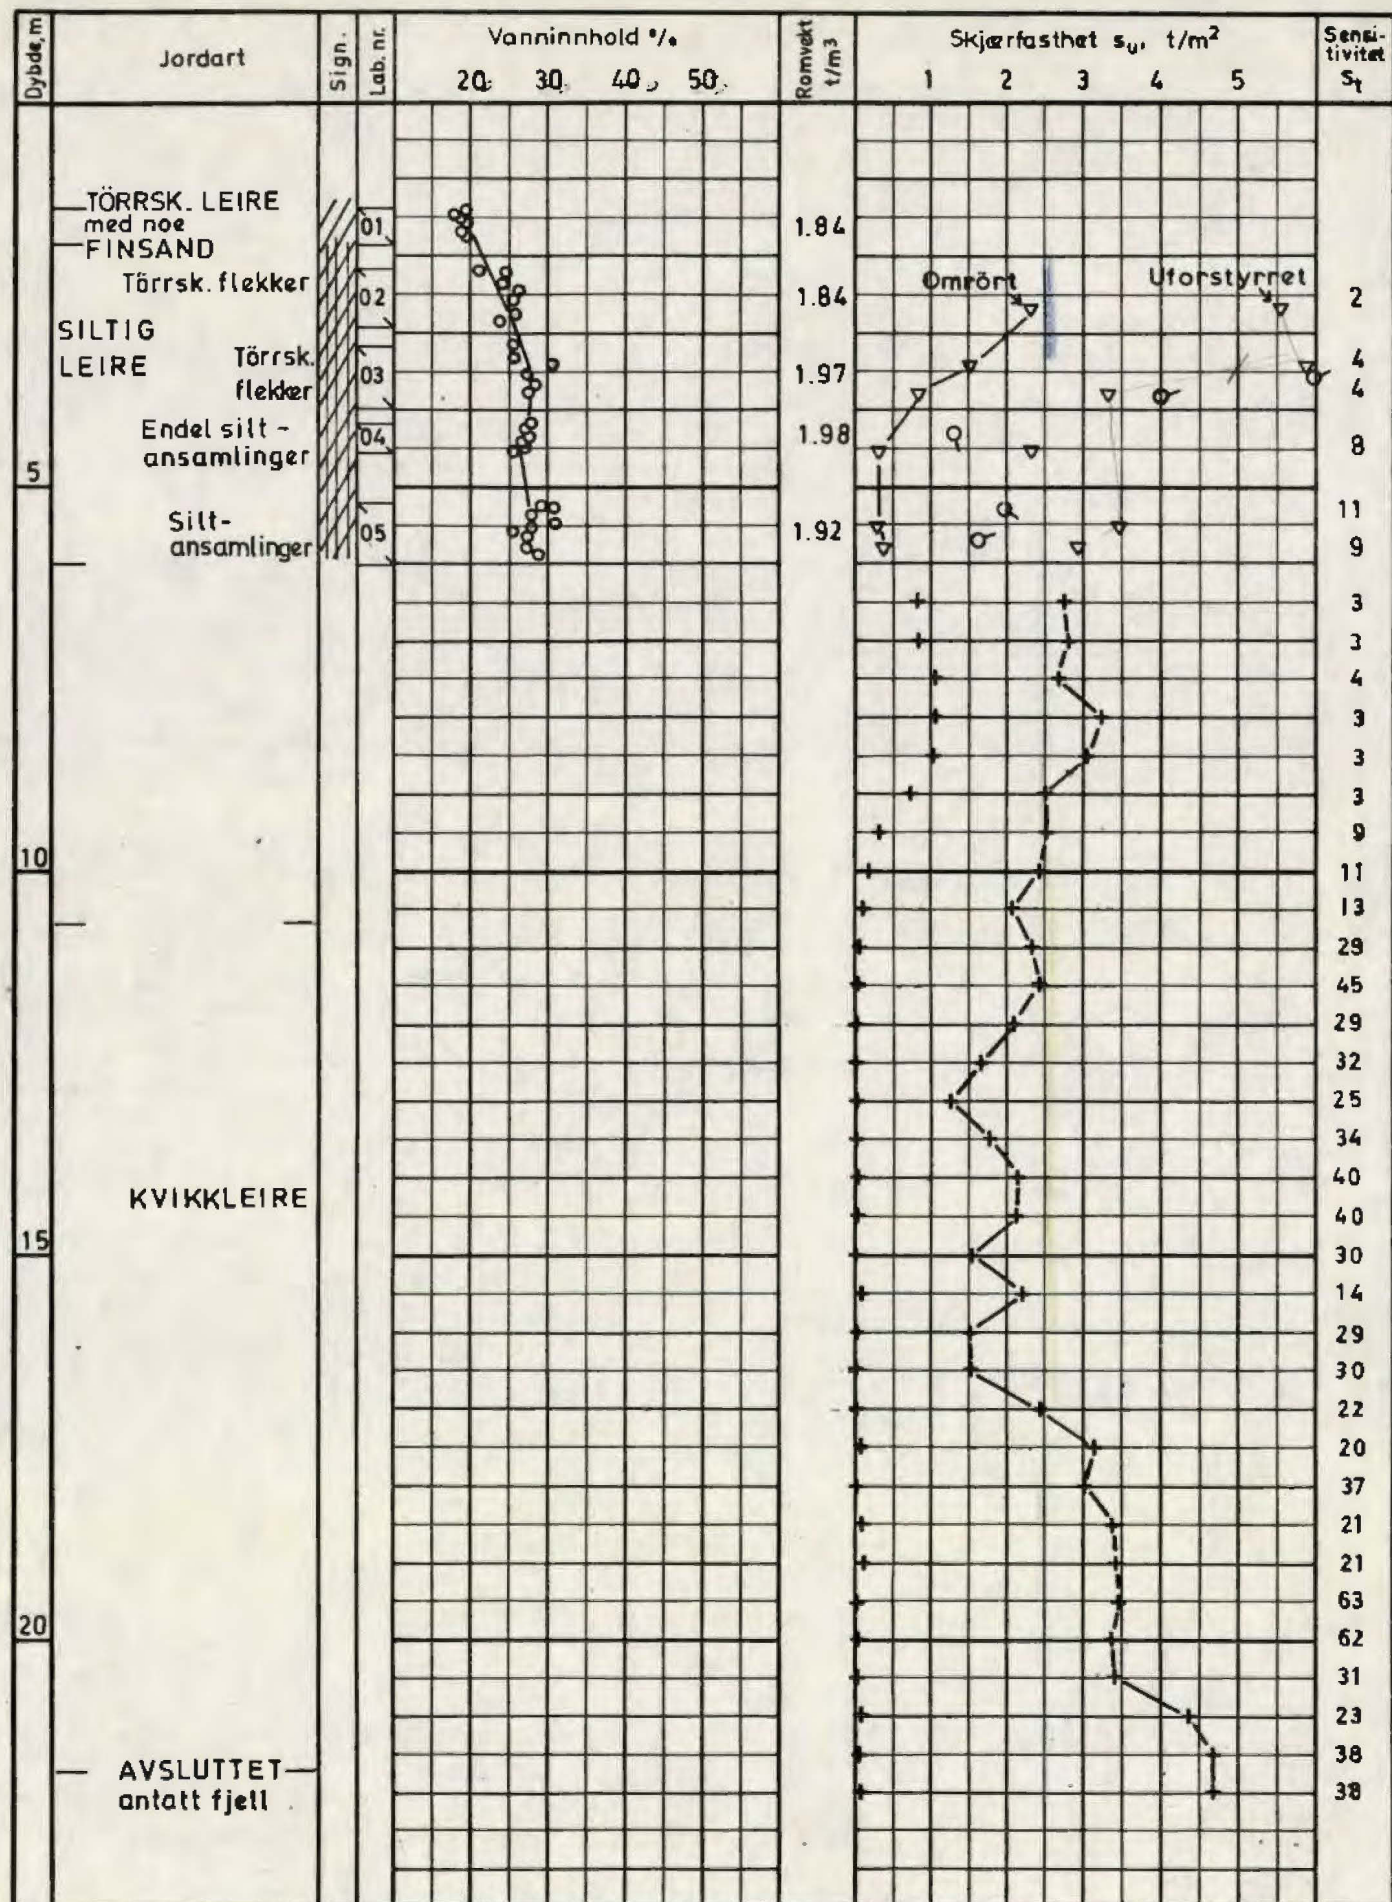 Dybde, m
Jordart
Sign.
Lab. nr.
Vanninnhold %
20 30 40 50
Romvekt
t/m³
Skjærfasthet su, t/m²
1 2 3 4 5
Sensi-
tivitet
St
TÖRRSK. LEIRE
med noe
FINSAND
01
1.84
Törrsk. flekker
02
1.84
Omrört
Uforstyrret
2
SILTIG
LEIRE
Törrsk.
flekker
03
1.97
4
4
Endel silt-
ansamlinger
04
1.98
8
5
Silt-
ansamlinger
05
1.92
11
9
3
3
4
3
3
3
9
10
11
13
29
45
29
32
25
34
40
KVIKKLEIRE
40
15
30
14
29
30
22
20
37
21
21
63
20
62
31
23
38
AVSLUTTET
antatt fjell
38